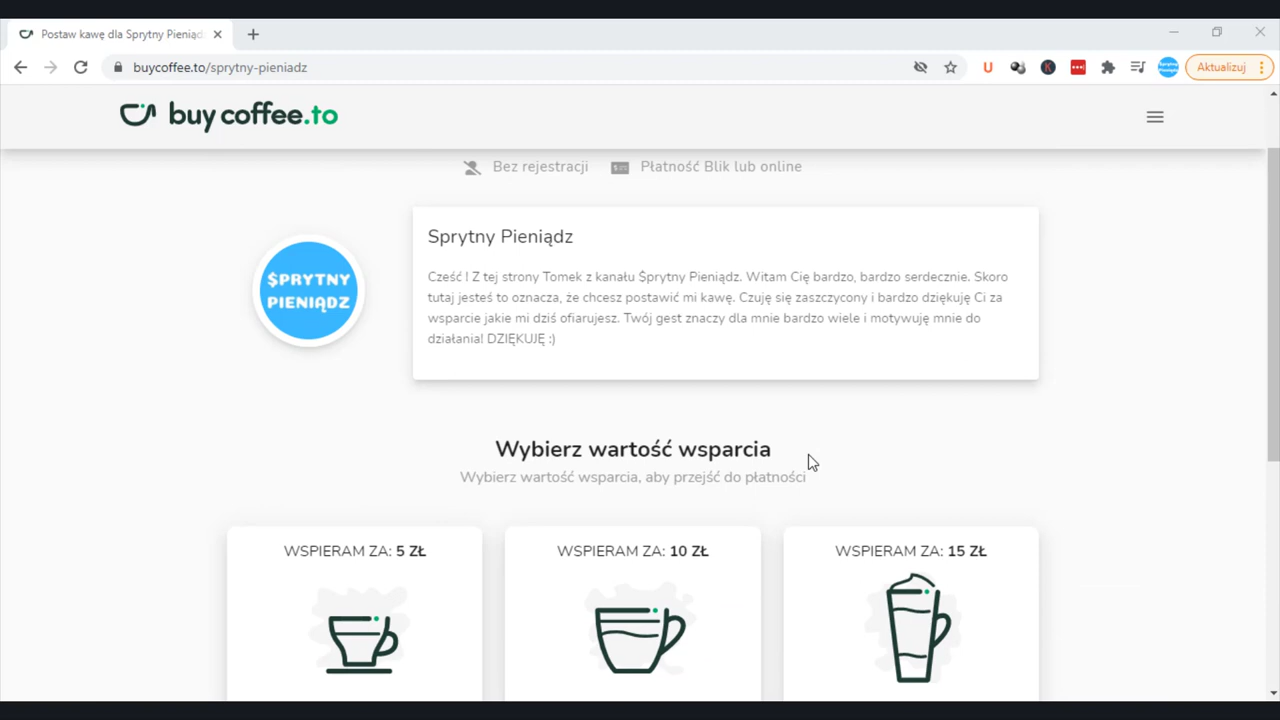 Postaw kawę dla Sprytny Pieniądz
buycoffee.to/sprytny-pieniadz
Aktualizuj
buy coffee.to
Bez rejestracji
Płatność Blik lub online
$PRYTNY
PIENIĄDZ
Sprytny Pieniądz
Cześć ! Z tej strony Tomek z kanału $prytny Pieniądz. Witam Cię bardzo, bardzo serdecznie. Skoro
tutaj jesteś to oznacza, że chcesz postawić mi kawę. Czuję się zaszczycony i bardzo dziękuję Ci za
wsparcie jakie mi dziś ofiarujesz. Twój gest znaczy dla mnie bardzo wiele i motywuję mnie do
działania! DZIĘKUJĘ :)
Wybierz wartość wsparcia
Wybierz wartość wsparcia, aby przejść do płatności
WSPIERAM ZA: 5 ZŁ
WSPIERAM ZA: 10 ZŁ
WSPIERAM ZA: 15 ZŁ